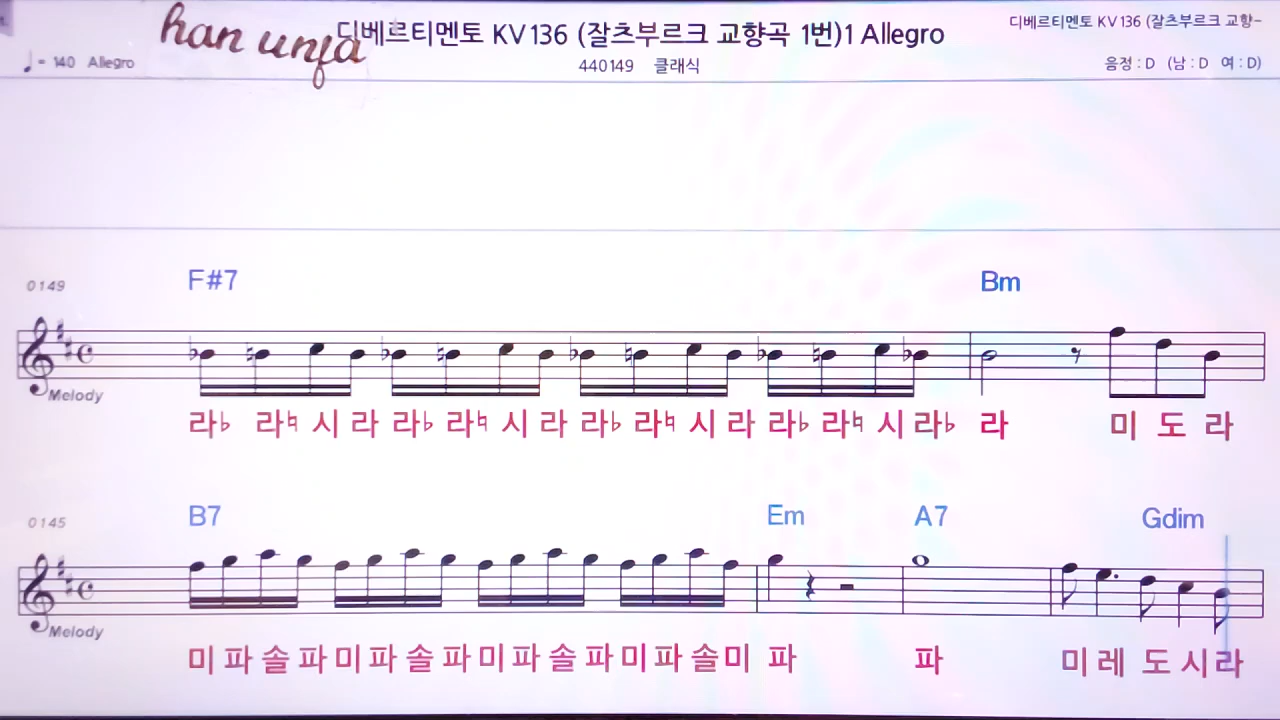 han unfa
디베르티멘토 KV136 (잘츠부르크 교향곡 1번)1 Allegro
디베르티멘토 KV136 (잘츠부르크 교향-
♩= 140 Allegro
440149 클래식
음정 : D (남 : D 여 : D)
0149
F#7 Bm
Melody
라♭ 라♮ 시 라 라♭ 라♮ 시 라 라♭ 라♮ 시 라 라♭ 라♮ 시 라♭ 라 미 도 라
0145
B7 Em A7 Gdim
Melody
미 파 솔 파 미 파 솔 파 미 파 솔 파 미 파 솔 미 파 파 미 레 도 시 라